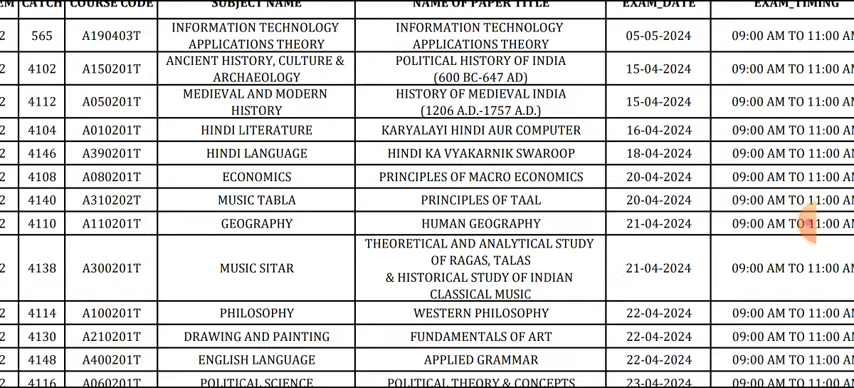 EM CATCH COURSE CODE SUBJECT NAME NAME OF PAPER TITLE EXAM_DATE EXAM_TIMING
2 565 A190403T INFORMATION TECHNOLOGY APPLICATIONS THEORY INFORMATION TECHNOLOGY APPLICATIONS THEORY 05-05-2024 09:00 AM TO 11:00 AM
2 4102 A150201T ANCIENT HISTORY, CULTURE & ARCHAEOLOGY POLITICAL HISTORY OF INDIA (600 BC-647 AD) 15-04-2024 09:00 AM TO 11:00 AM
2 4112 A050201T MEDIEVAL AND MODERN HISTORY HISTORY OF MEDIEVAL INDIA (1206 A.D.-1757 A.D.) 15-04-2024 09:00 AM TO 11:00 AM
2 4104 A010201T HINDI LITERATURE KARYALAYI HINDI AUR COMPUTER 16-04-2024 09:00 AM TO 11:00 AM
2 4146 A390201T HINDI LANGUAGE HINDI KA VYAKARNIK SWAROOP 18-04-2024 09:00 AM TO 11:00 AM
2 4108 A080201T ECONOMICS PRINCIPLES OF MACRO ECONOMICS 20-04-2024 09:00 AM TO 11:00 AM
2 4140 A310202T MUSIC TABLA PRINCIPLES OF TAAL 20-04-2024 09:00 AM TO 11:00 AM
2 4110 A110201T GEOGRAPHY HUMAN GEOGRAPHY 21-04-2024 09:00 AM TO 11:00 AM
2 4138 A300201T MUSIC SITAR THEORETICAL AND ANALYTICAL STUDY OF RAGAS, TALAS & HISTORICAL STUDY OF INDIAN CLASSICAL MUSIC 21-04-2024 09:00 AM TO 11:00 AM
2 4114 A100201T PHILOSOPHY WESTERN PHILOSOPHY 22-04-2024 09:00 AM TO 11:00 AM
2 4130 A210201T DRAWING AND PAINTING FUNDAMENTALS OF ART 22-04-2024 09:00 AM TO 11:00 AM
2 4148 A400201T ENGLISH LANGUAGE APPLIED GRAMMAR 22-04-2024 09:00 AM TO 11:00 AM
2 4116 A060201T POLITICAL SCIENCE POLITICAL THEORY & CONCEPTS 23-04-2024 09:00 AM TO 11:00 AM